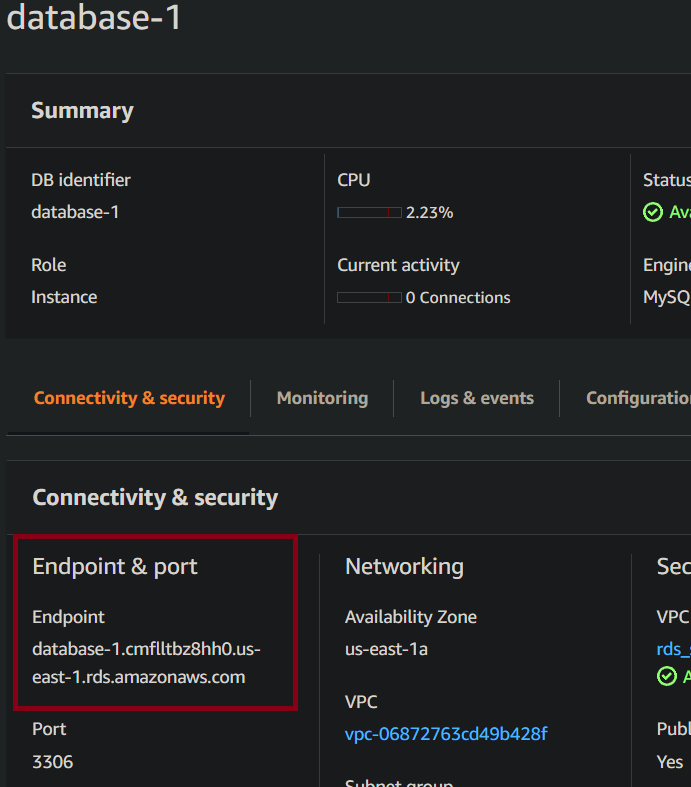 database-1
Summary
DB identifier
database-1
CPU
2.23%
Status
Role
Instance
Current activity
0 Connections
Engine
MySQ
Connectivity & security
Monitoring
Logs & events
Configuration
Connectivity & security
Endpoint & port
Endpoint
database-1.cmflltbz8hh0.us-
east-1.rds.amazonaws.com
Port
3306
Networking
Availability Zone
us-east-1a
VPC
vpc-06872763cd49b428f
Subnet group
Sec
VPC
rds_s
Publ
Yes